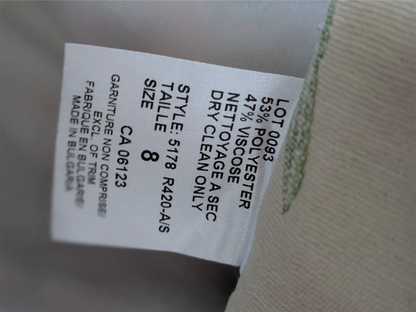 LOT 0093
53% POLYESTER
47% VISCOSE
NETTOYAGE A SEC
DRY CLEAN ONLY
STYLE: 5178 R420-A/S
TAILLE
SIZE 8
CA 06123
GARNITURE NON COMPRISE/
EXCL. OF TRIM
FABRIQUE EN BULGARIE/
MADE IN BULGARIA